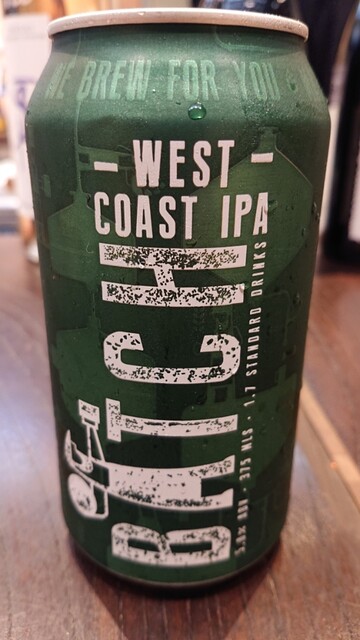 WE BREW FOR YOU
- WEST -
COAST IPA
BATCH
5.8% ABV - 375 MLS - 1.7 STANDARD DRINKS